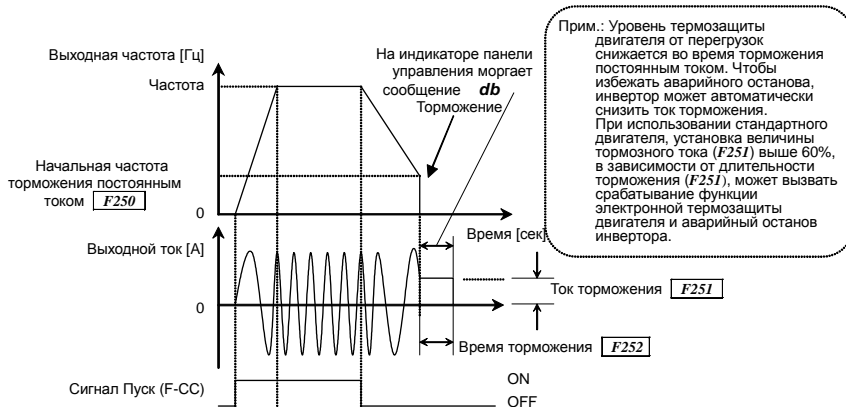 Выходная частота [Гц]
Частота
На индикаторе панели
управления моргает
сообщение db
Торможение
Начальная частота
торможения постоянным
током F250
0
Время [сек]
Выходной ток [А]
0
Ток торможения F251
Время торможения F252
Сигнал Пуск (F-CC)
ON
OFF
Прим.: Уровень термозащиты
двигателя от перегрузок
снижается во время торможения
постоянным током. Чтобы
избежать аварийного останова,
инвертор может автоматически
снизить ток торможения.
При использовании стандартного
двигателя, установка величины
тормозного тока (F251) выше 60%,
в зависимости от длительности
торможения (F251), может вызвать
срабатывание функции
электронной термозащиты
двигателя и аварийный останов
инвертора.